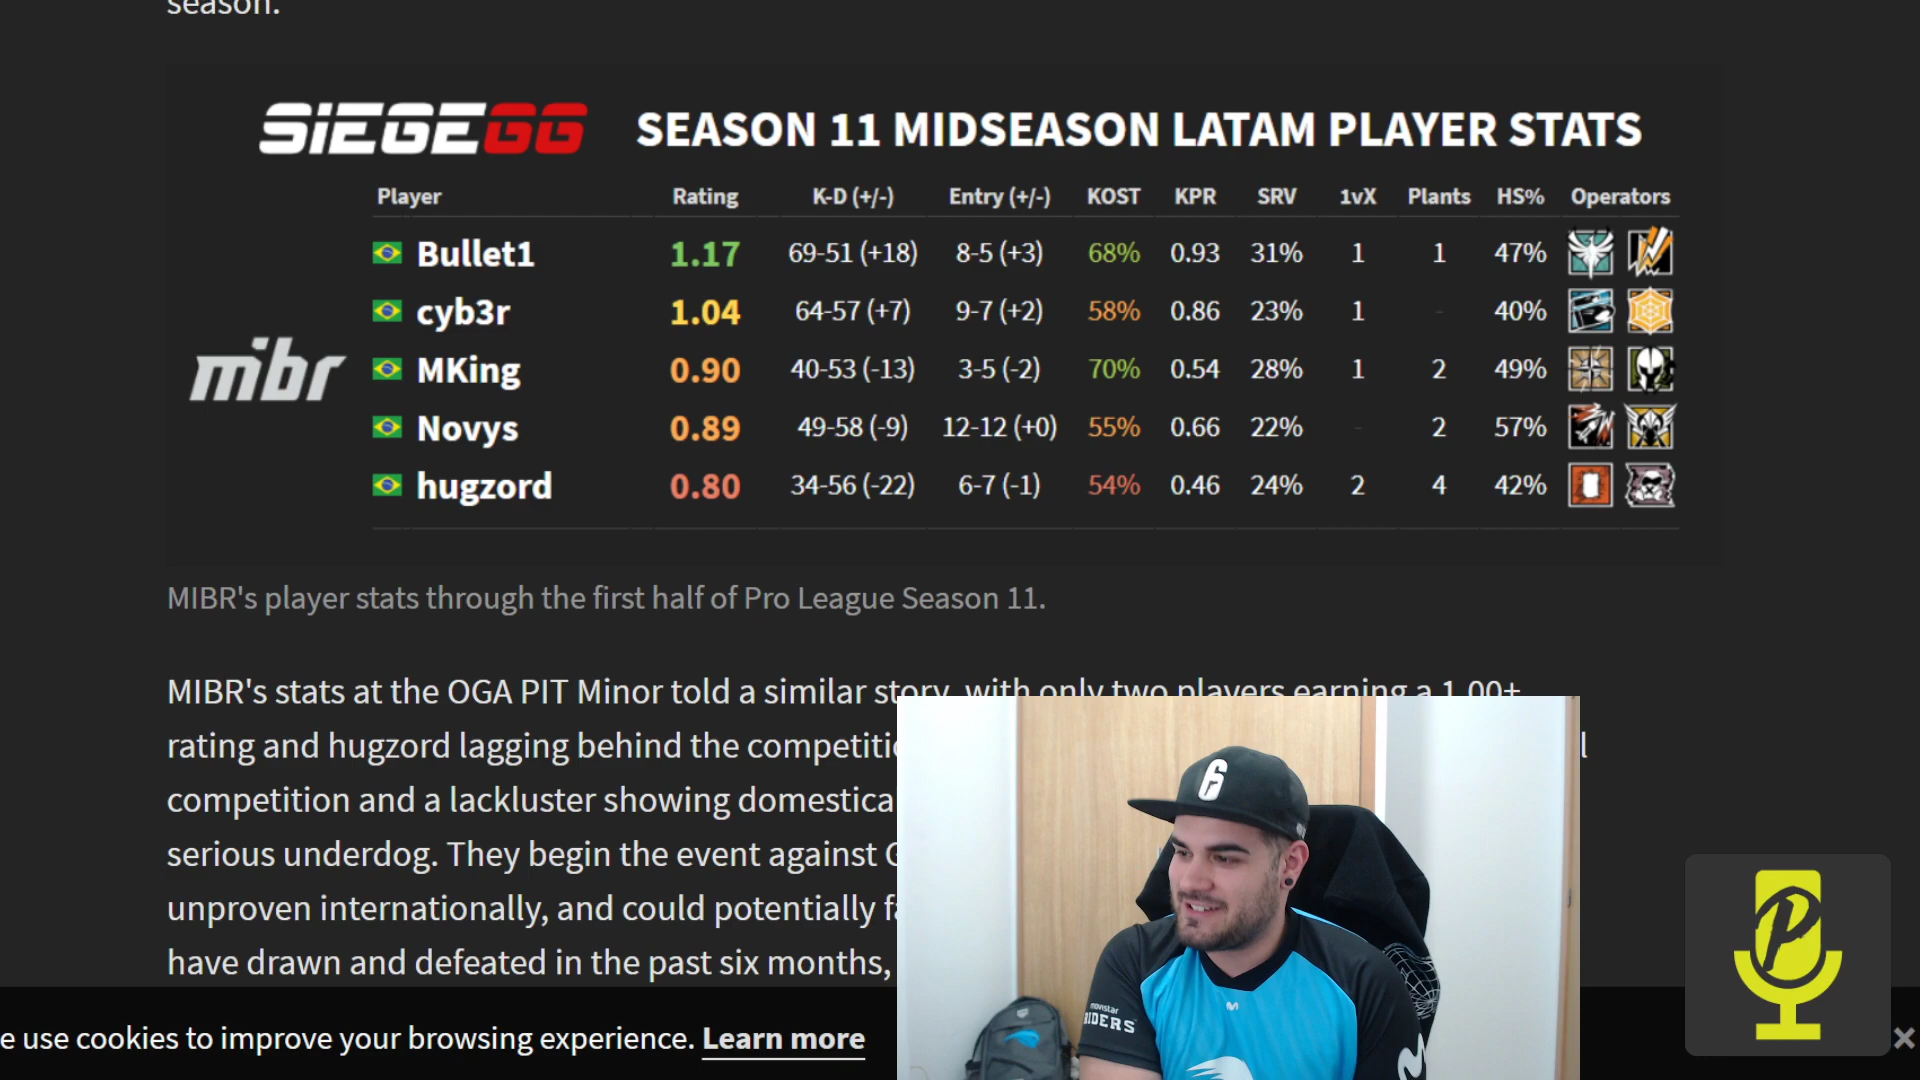 season.
SiEGEGG SEASON 11 MIDSEASON LATAM PLAYER STATS
Player Rating K-D (+/-) Entry (+/-) KOST KPR SRV 1vX Plants HS% Operators
Bullet1 1.17 69-51 (+18) 8-5 (+3) 68% 0.93 31% 1 1 47%
cyb3r 1.04 64-57 (+7) 9-7 (+2) 58% 0.86 23% 1 - 40%
mibr
MKing 0.90 40-53 (-13) 3-5 (-2) 70% 0.54 28% 1 2 49%
Novys 0.89 49-58 (-9) 12-12 (+0) 55% 0.66 22% - 2 57%
hugzord 0.80 34-56 (-22) 6-7 (-1) 54% 0.46 24% 2 4 42%
MIBR's player stats through the first half of Pro League Season 11.
MIBR's stats at the OGA PIT Minor told a similar story, with only two players earning a 1.00+
rating and hugzord lagging behind the
competition and a lackluster showing
serious underdog. They begin the event against
unproven internationally, and could potentially
have drawn and defeated in the past six months,
6
movistar
RIDERS
P
e use cookies to improve your browsing experience. Learn more
×